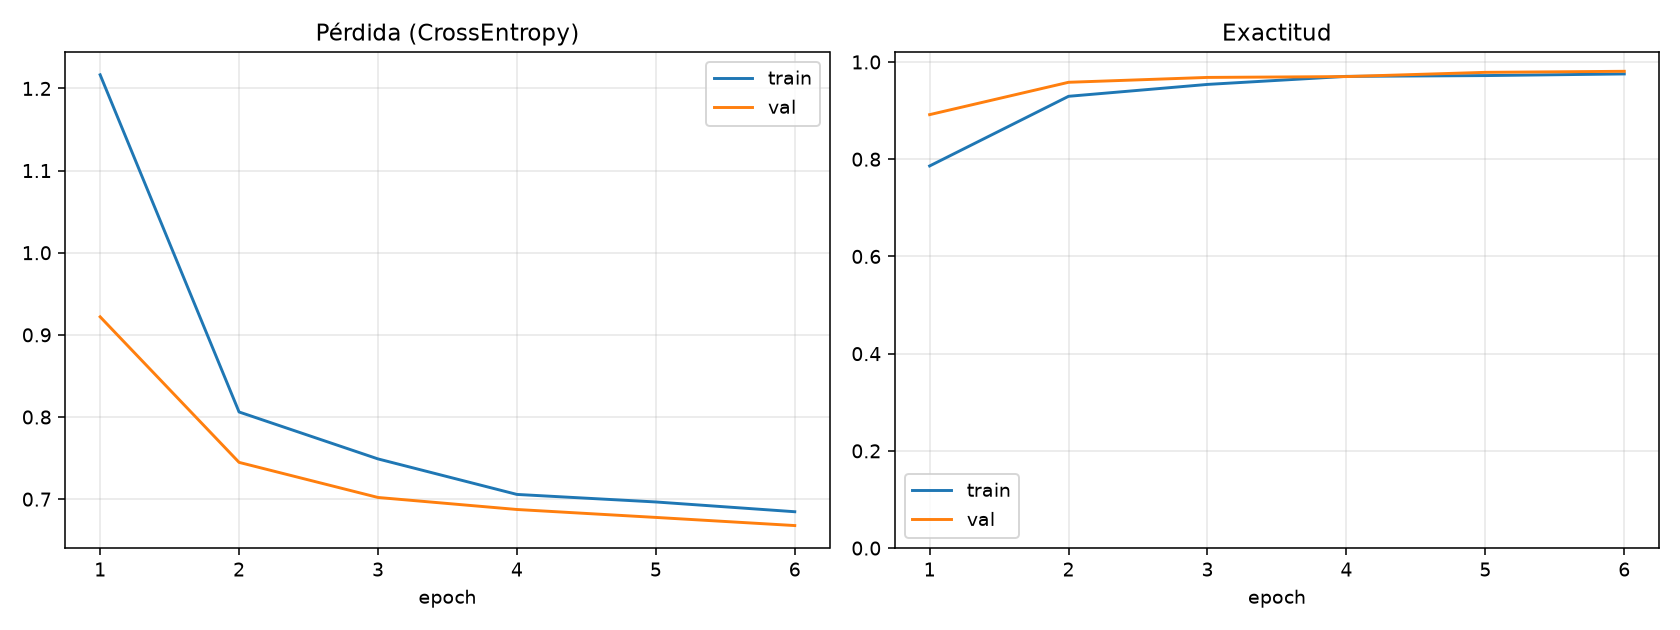 Pérdida (CrossEntropy)
1.2
1.1
1.0
0.9
0.8
0.7
train
val
1 2 3 4 5 6
epoch
Exactitud
1.0
0.8
0.6
0.4
0.2
0.0
train
val
1 2 3 4 5 6
epoch